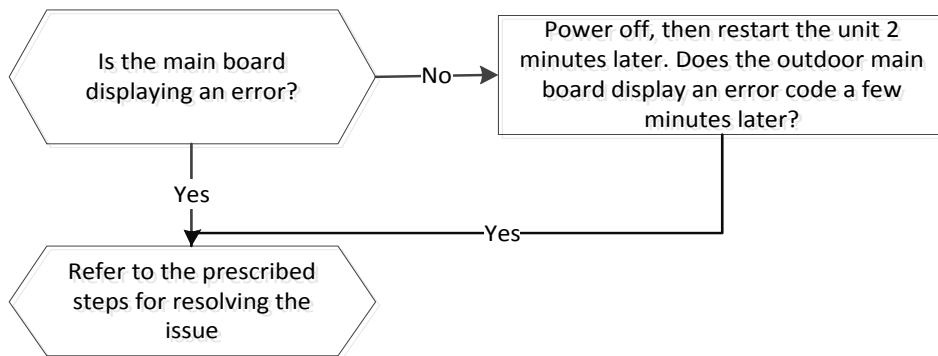 Is the main board
displaying an error?
No
Power off, then restart the unit 2
minutes later. Does the outdoor main
board display an error code a few
minutes later?
Yes
Yes
Refer to the prescribed
steps for resolving the
issue